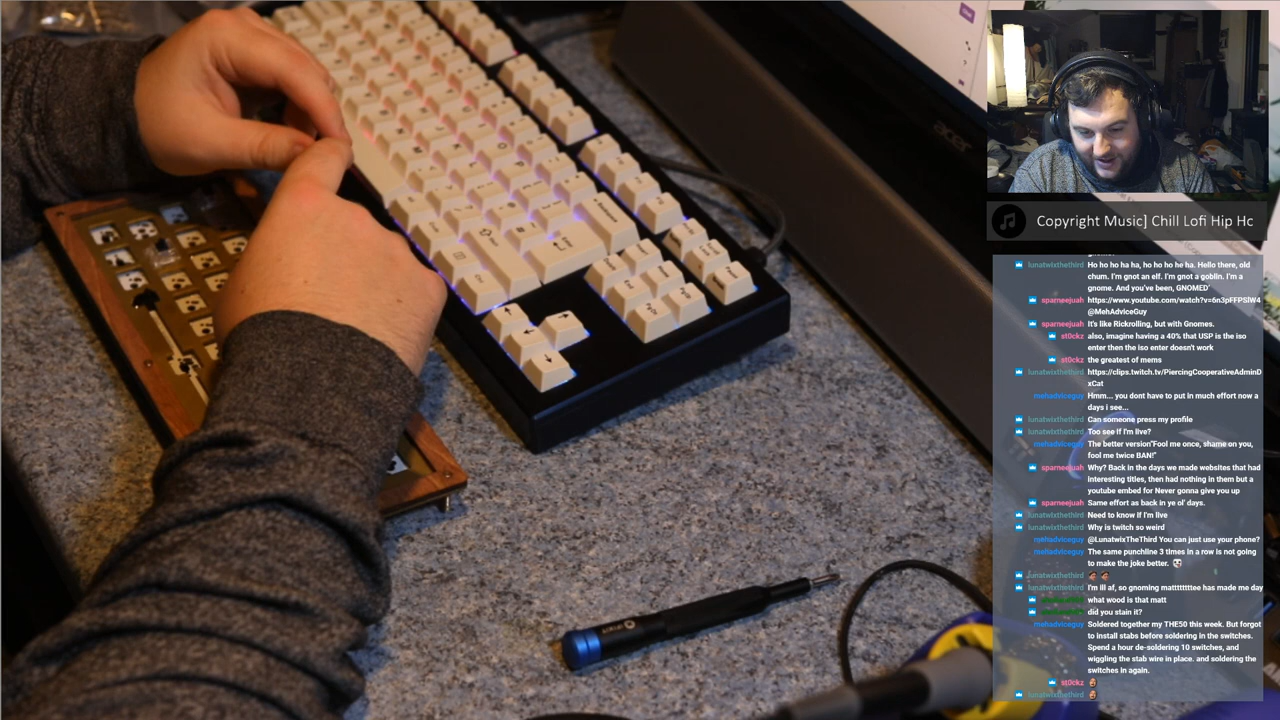 acer
Copyright Music] Chill Lofi Hip Hc
lunatwixthethird Ho ho ho ha ha, ho ho ho he ha. Hello there, old
chum. I'm gnot an elf. I'm gnot a goblin. I'm a
gnome. And you've been, GNOMED'
sparneejuah https://www.youtube.com/watch?v=6n3pFFPSlW4
@MehAdviceGuy
sparneejuah It's like Rickrolling, but with Gnomes.
st0ckz also, imagine having a 40% that USP is the iso
enter then the iso enter doesn't work
st0ckz the greatest of mems
lunatwixthethird https://clips.twitch.tv/PiercingCooperativeAdminD
xCat
mehadviceguy Hmm... you dont have to put in much effort now a
days i see...
lunatwixthethird Can someone press my profile
lunatwixthethird Too see if I'm live?
mehadviceguy The better version"Fool me once, shame on you,
fool me twice BAN!"
sparneejuah Why? Back in the days we made websites that had
interesting titles, then had nothing in them but a
youtube embed for Never gonna give you up
sparneejuah Same effort as back in ye ol' days.
lunatwixthethird Need to know if I'm live
lunatwixthethird Why is twitch so weird
mehadviceguy @LunatwixTheThird You can just use your phone?
mehadviceguy The same punchline 3 times in a row is not going
to make the joke better.
lunatwixthethird
lunatwixthethird I'm ill af, so gnoming mattttttttee has made me day
what wood is that matt
did you stain it?
mehadviceguy Soldered together my THE50 this week. But forgot
to install stabs before soldering in the switches.
Spend a hour de-soldering 10 switches, and
wiggling the stab wire in place. and soldering the
switches in again.
st0ckz
lunatwixthethird